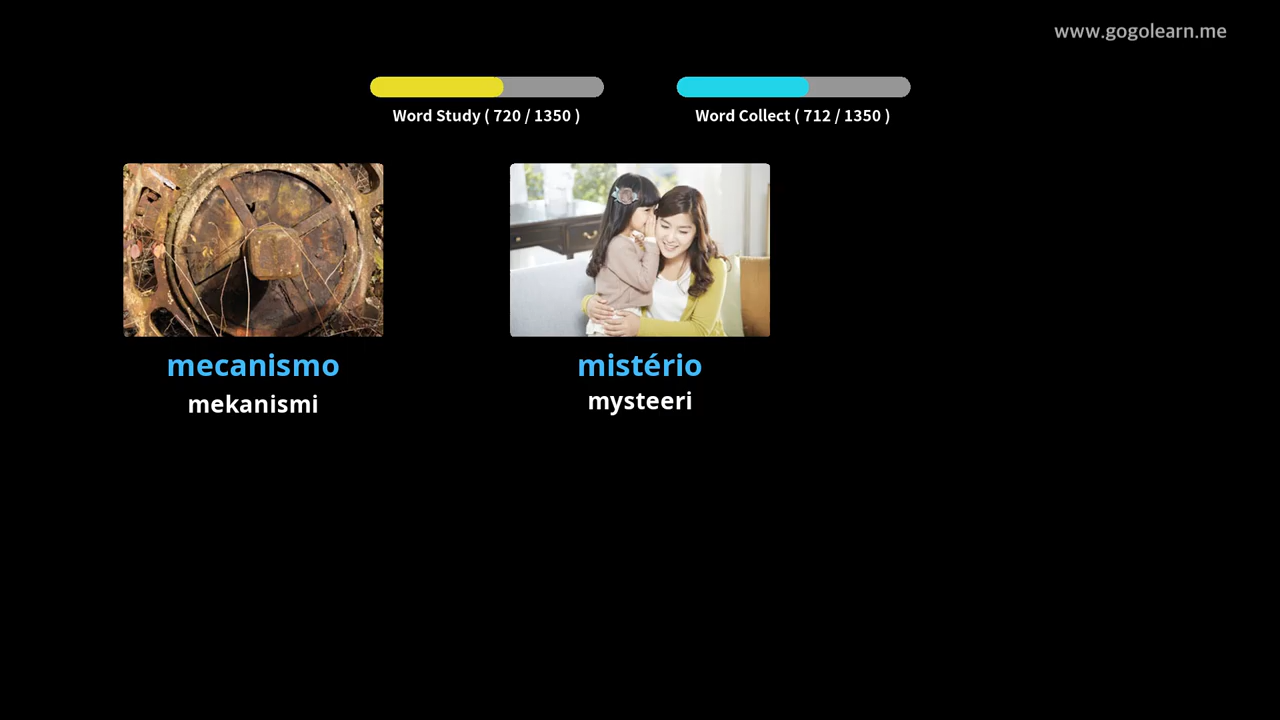 www.gogolearn.me
Word Study ( 720 / 1350 )
Word Collect ( 712 / 1350 )
mecanismo
mekanismi
mistério
mysteeri